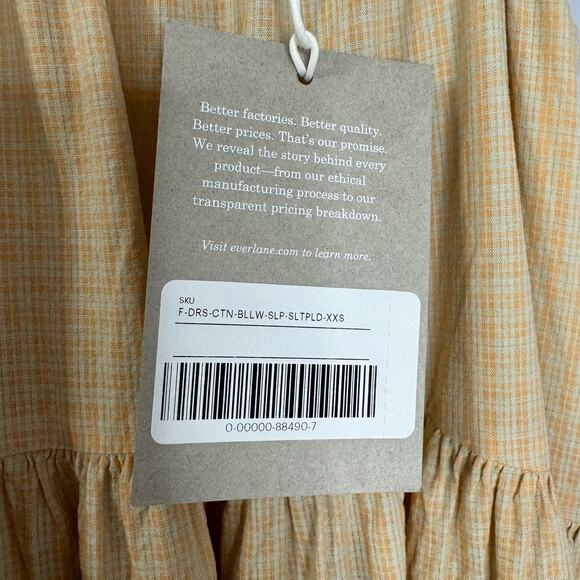 Better factories. Better quality.
Better prices. That's our promise.
We reveal the story behind every
product—from our ethical
manufacturing process to our
transparent pricing breakdown.
Visit everlane.com to learn more.
SKU
F-DRS-CTN-BLLW-SLP-SLTPLD-XXS
0-00000-88490-7